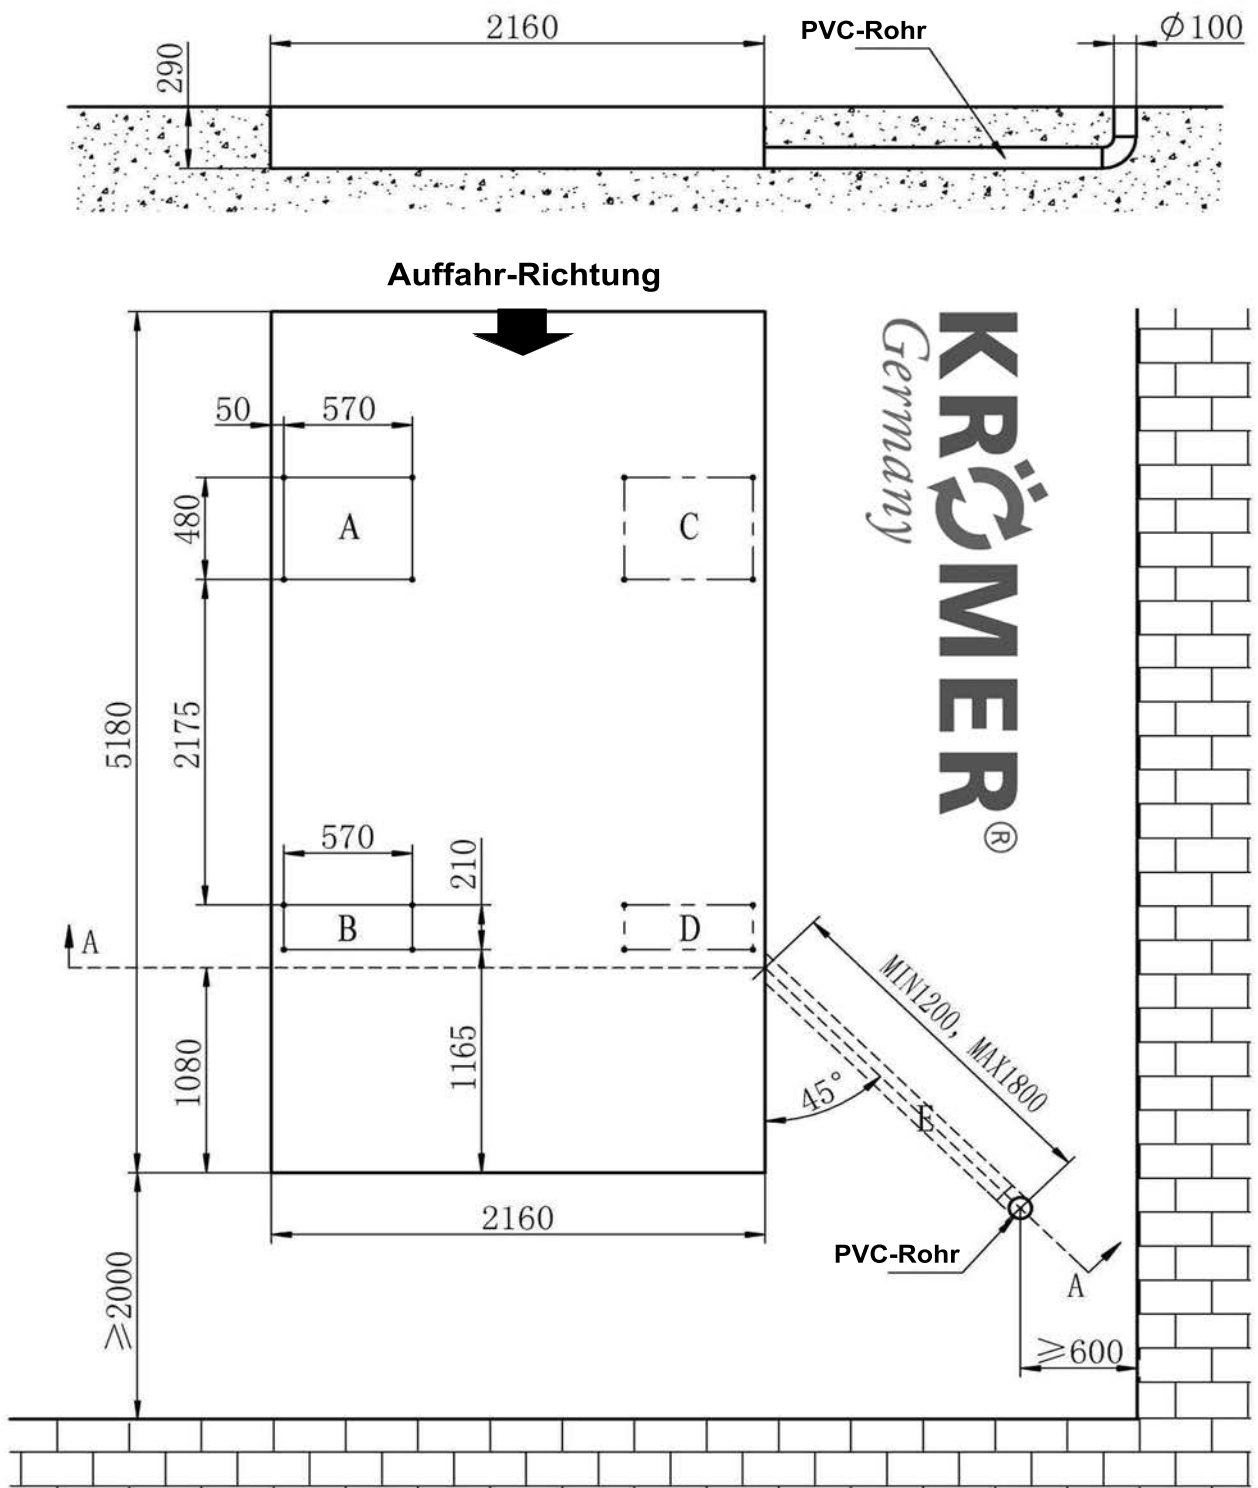 2160
PVC-Rohr
Φ100
290
Auffahr-Richtung
KRÖMER®
Germany
50
570
480
A
C
5180
2175
570
210
B
D
A
MIN1200, MAX1800
1080
1165
45°
E
2160
PVC-Rohr
A
≥2000
≥600